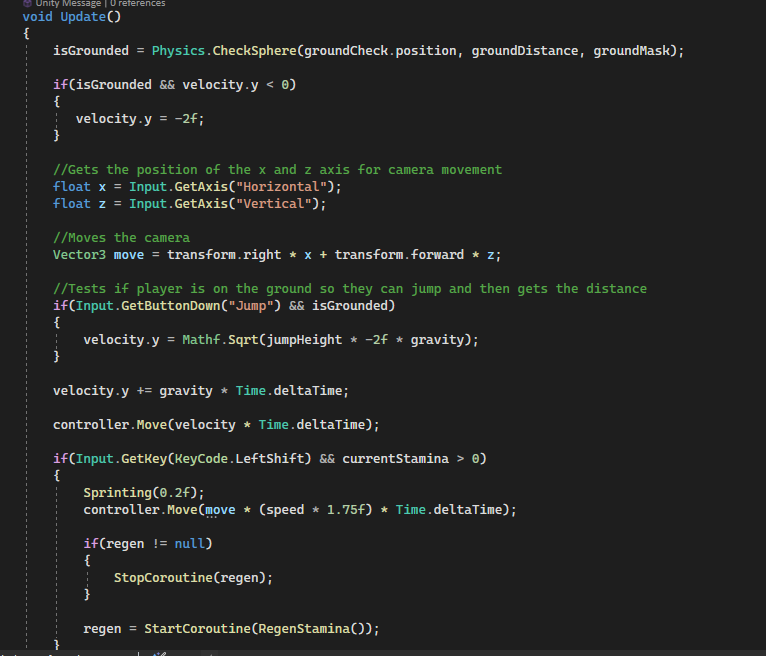 Unity Message | 0 references
void Update()
{
isGrounded = Physics.CheckSphere(groundCheck.position, groundDistance, groundMask);
if(isGrounded && velocity.y < 0)
{
velocity.y = -2f;
}
//Gets the position of the x and z axis for camera movement
float x = Input.GetAxis("Horizontal");
float z = Input.GetAxis("Vertical");
//Moves the camera
Vector3 move = transform.right * x + transform.forward * z;
//Tests if player is on the ground so they can jump and then gets the distance
if(Input.GetButtonDown("Jump") && isGrounded)
{
velocity.y = Mathf.Sqrt(jumpHeight * -2f * gravity);
}
velocity.y += gravity * Time.deltaTime;
controller.Move(velocity * Time.deltaTime);
if(Input.GetKey(KeyCode.LeftShift) && currentStamina > 0)
{
Sprinting(0.2f);
controller.Move(move * (speed * 1.75f) * Time.deltaTime);
if(regen != null)
{
StopCoroutine(regen);
}
regen = StartCoroutine(RegenStamina());
}